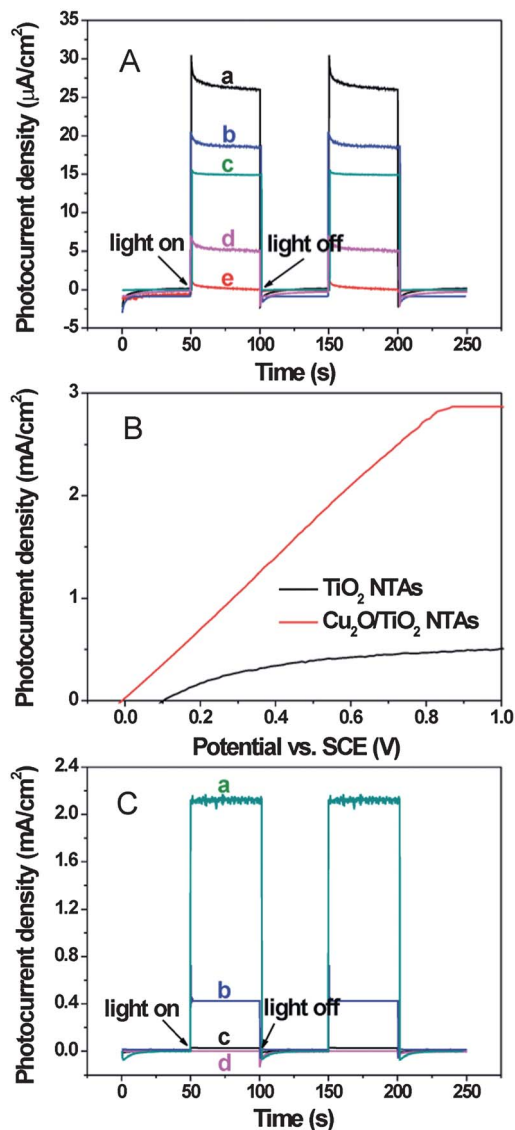 A
Photocurrent density (μA/cm²)
35
30
25
20
15
10
5
0
-5
a
b
c
d
e
light on
light off
0 50 100 150 200 250
Time (s)
B
Photocurrent density (mA/cm²)
3
2
1
0
TiO₂ NTAs
Cu₂O/TiO₂ NTAs
0.0 0.2 0.4 0.6 0.8 1.0
Potential vs. SCE (V)
C
Photocurrent density (mA/cm²)
2.4
2.0
1.6
1.2
0.8
0.4
0.0
a
b
c
d
light on
light off
0 50 100 150 200 250
Time (s)